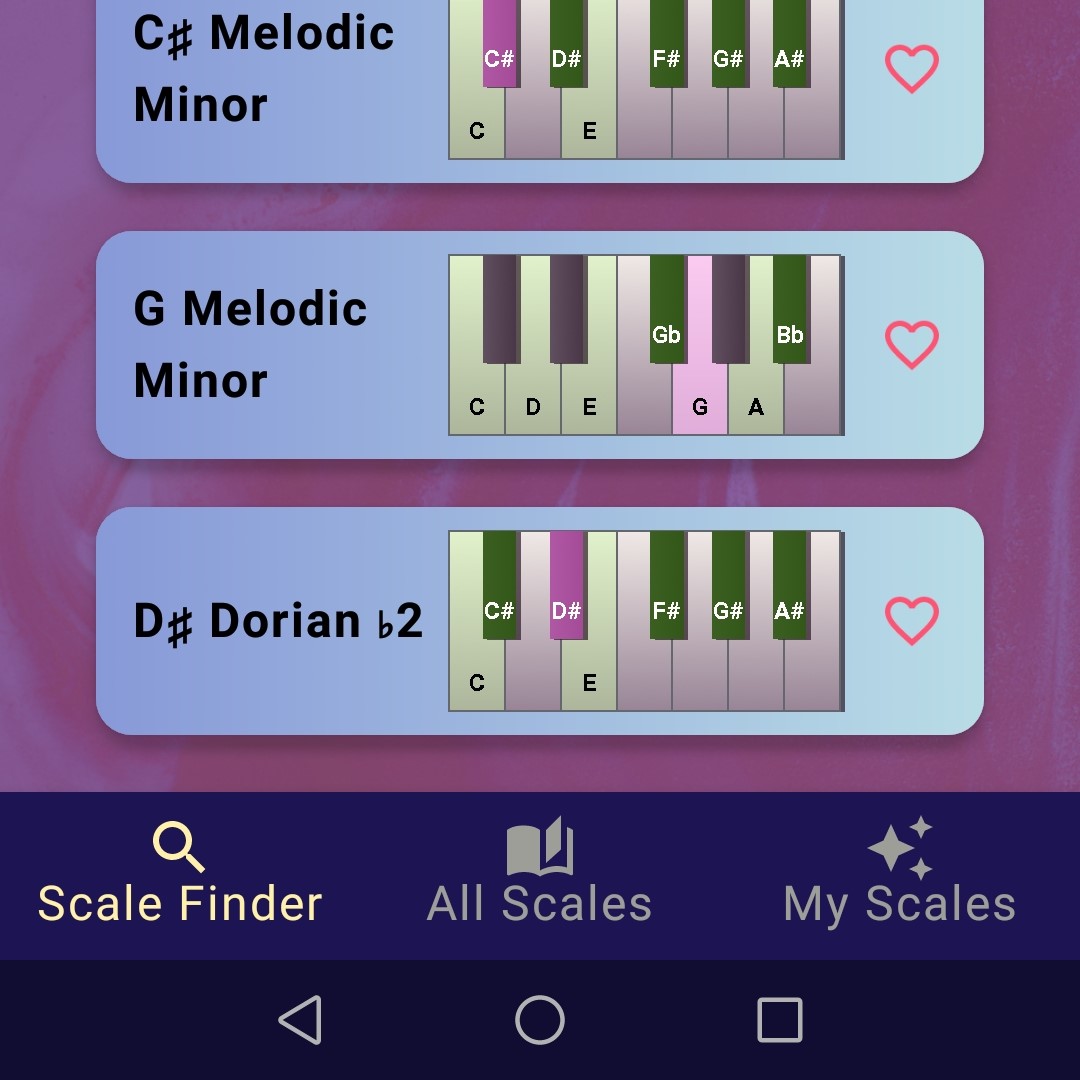 C♯ Melodic
Minor
C# D# F# G# A#
C E
G Melodic
Minor
Gb Bb
C D E G A
D♯ Dorian ♭2
C# D# F# G# A#
C E
Scale Finder All Scales My Scales